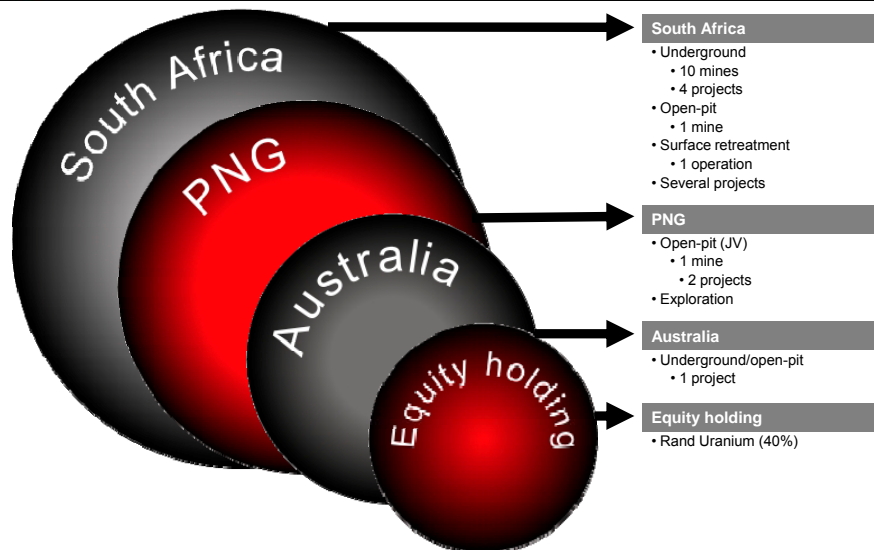 South Africa
PNG
Australia
Equity holding
South Africa
• Underground
• 10 mines
• 4 projects
• Open-pit
• 1 mine
• Surface retreatment
• 1 operation
• Several projects
PNG
• Open-pit (JV)
• 1 mine
• 2 projects
• Exploration
Australia
• Underground/open-pit
• 1 project
Equity holding
• Rand Uranium (40%)